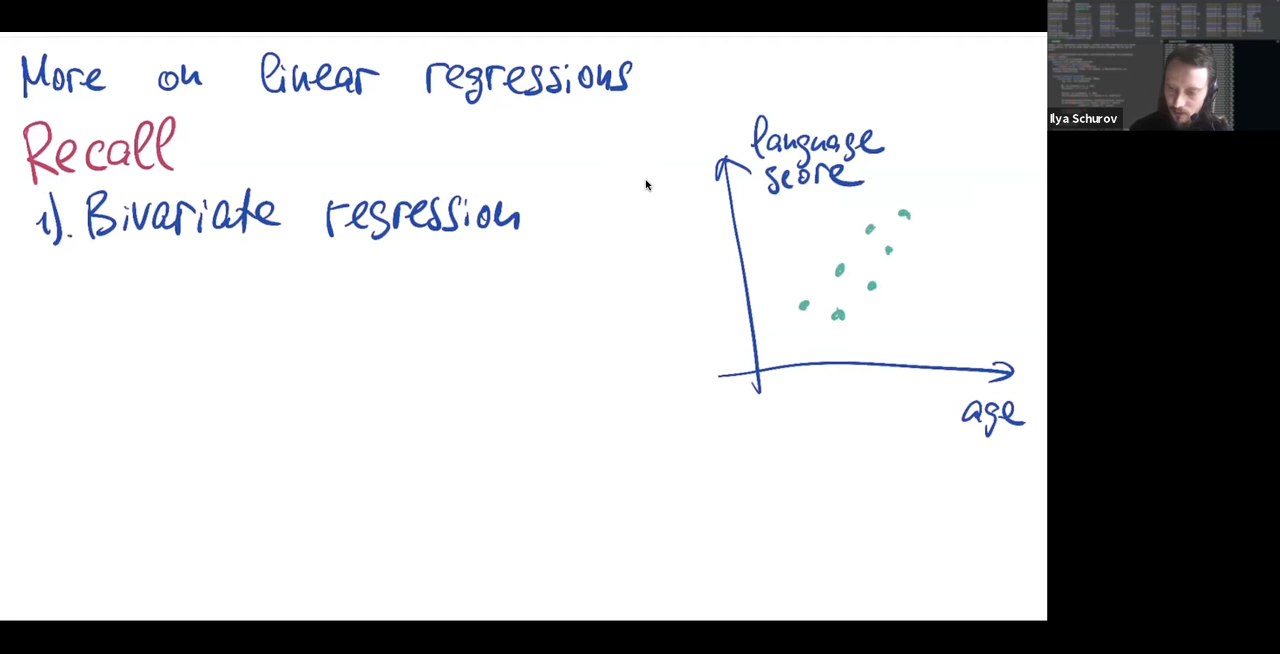 More on linear regressions
Recall
1). Bivariate regression
language
score
age
Ilya Schurov